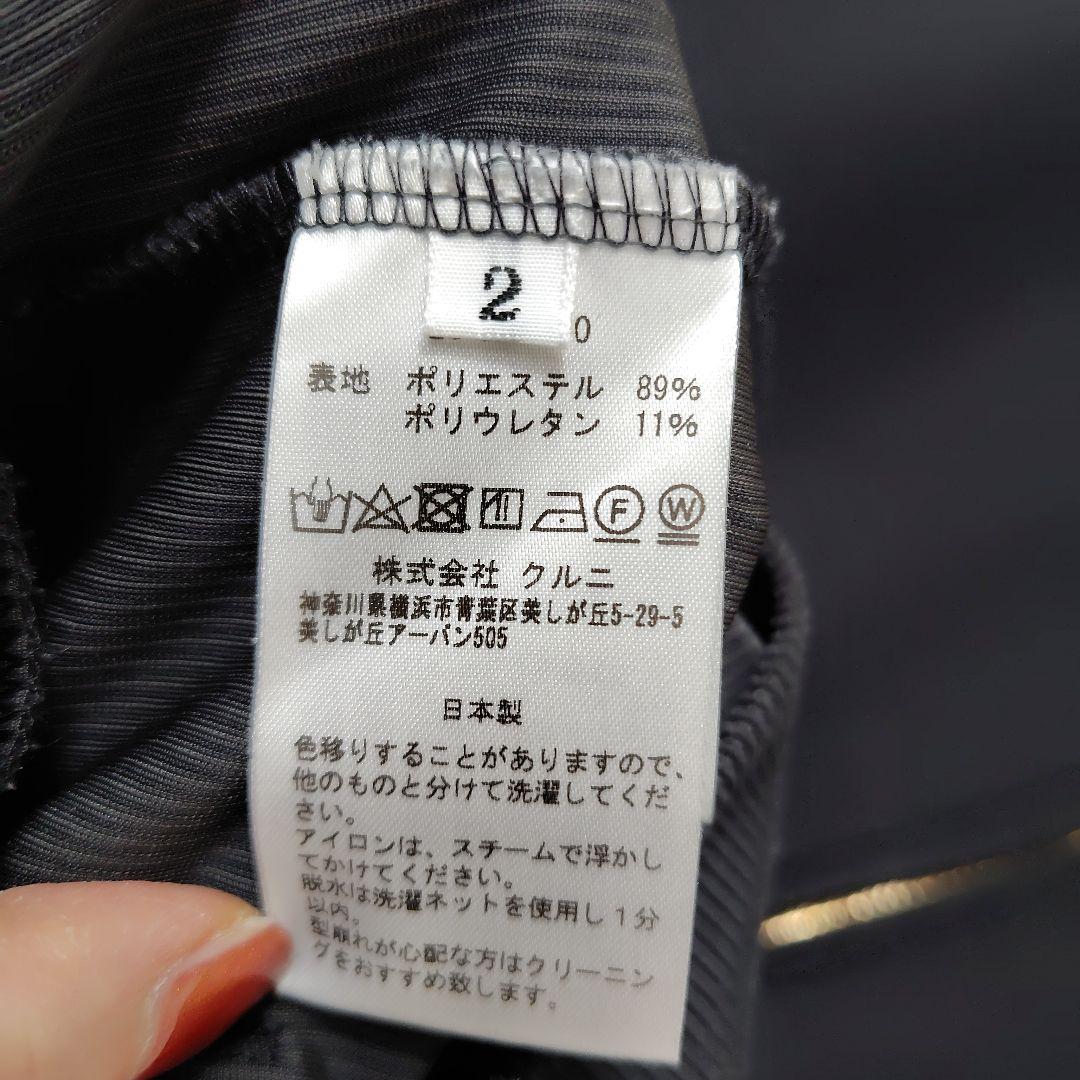 2
0
表地 ポリエステル 89%
ポリウレタン 11%
F W
株式会社 クルニ
神奈川県横浜市青葉区美しが丘5-29-5
美しが丘アーバン505
日本製
色移りすることがありますので、
他のものと分けて洗濯してくだ
さい。
アイロンは、スチームで浮かし
てかけてください。
脱水は洗濯ネットを使用し1分
以内。
型崩れが心配な方はクリーニン
グをおすすめ致します。